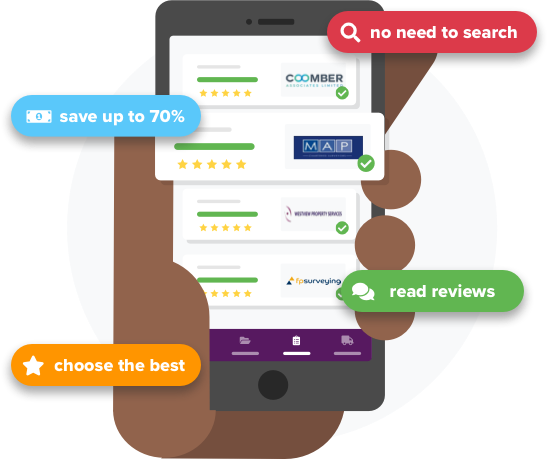 no need to search
COOMBER
ASSOCIATES LIMITED
save up to 70%
MAP
WESTVIEW PROPERTY SERVICES
fpsurveying
read reviews
choose the best